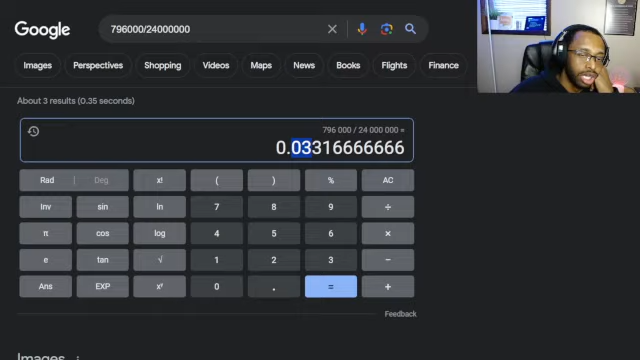 Google
796000/24000000
Images Perspectives Shopping Videos Maps News Books Flights Finance
About 3 results (0.35 seconds)
796 000 / 24 000 000 =
0.03316666666
Rad | Deg x! ( ) % AC
Inv sin ln 7 8 9 ÷
π cos log 4 5 6 ×
e tan √ 1 2 3 −
Ans EXP xʸ 0 . = +
Feedback
Images